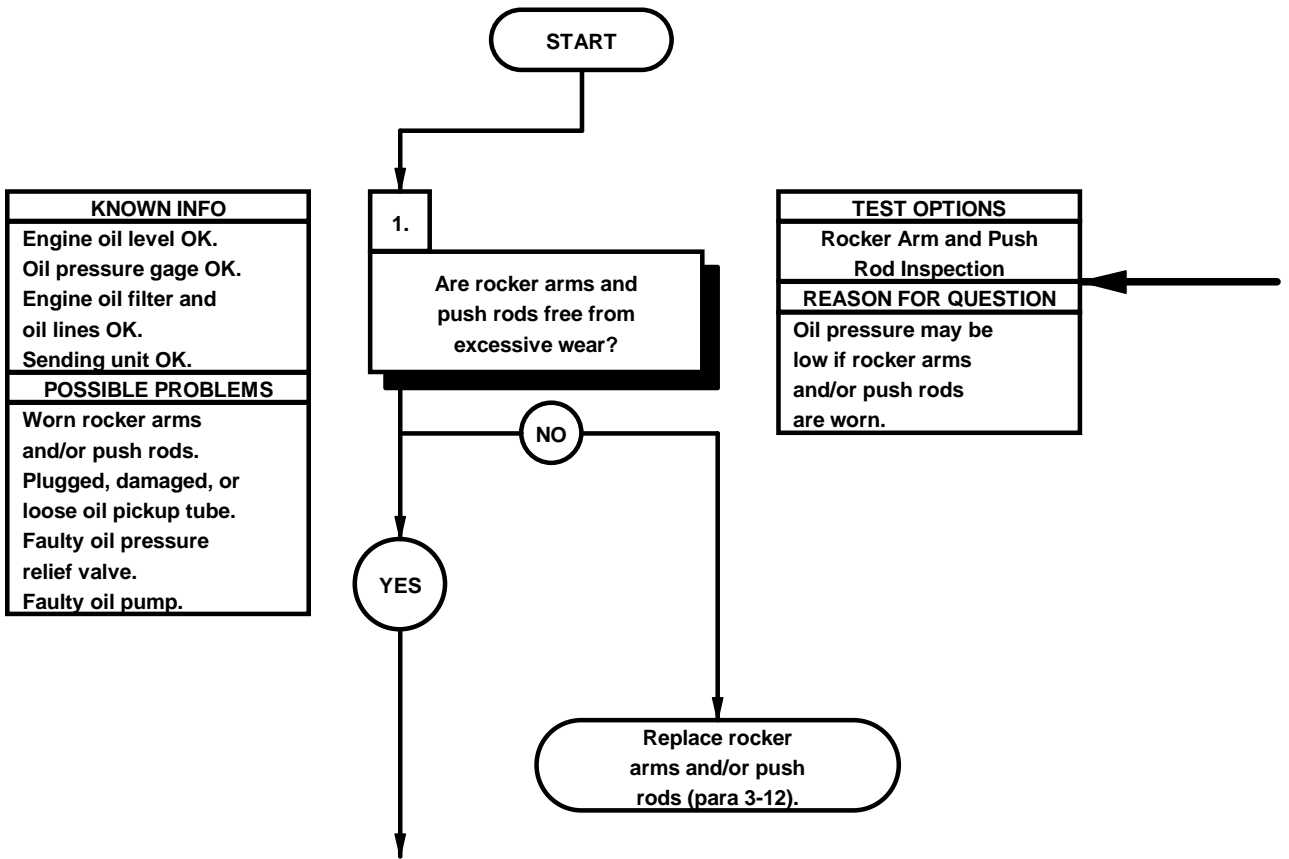 START
KNOWN INFO
Engine oil level OK.
Oil pressure gage OK.
Engine oil filter and
oil lines OK.
Sending unit OK.
POSSIBLE PROBLEMS
Worn rocker arms
and/or push rods.
Plugged, damaged, or
loose oil pickup tube.
Faulty oil pressure
relief valve.
Faulty oil pump.
1.
Are rocker arms and
push rods free from
excessive wear?
TEST OPTIONS
Rocker Arm and Push
Rod Inspection
REASON FOR QUESTION
Oil pressure may be
low if rocker arms
and/or push rods
are worn.
NO
YES
Replace rocker
arms and/or push
rods (para 3-12).